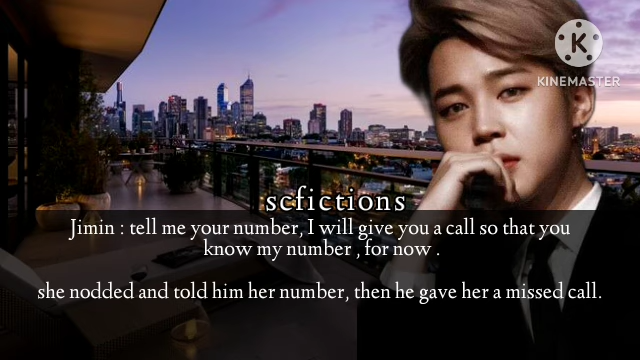 K
KINEMASTER
scfictions
Jimin : tell me your number, I will give you a call so that you
know my number , for now .
she nodded and told him her number, then he gave her a missed call.